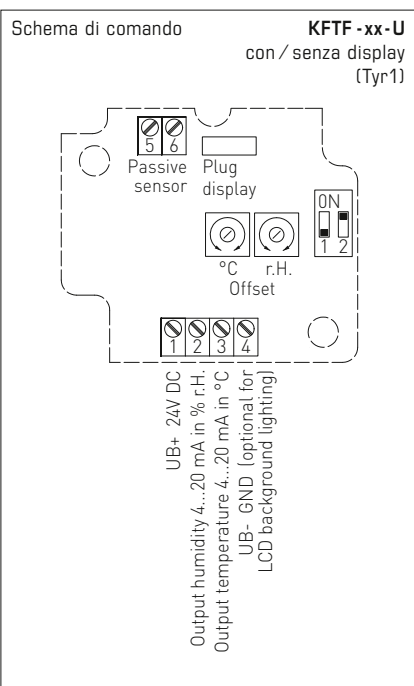 Schema di comando
KFTF - xx - U
con / senza display
(Tyr1)
5 6
Passive sensor
Plug display
ON
1 2
°C r.H.
Offset
1 2 3 4
UB+ 24V DC
Output humidity 4...20 mA in % r.H.
Output temperature 4...20 mA in °C
UB- GND (optional for
LCD background lighting)